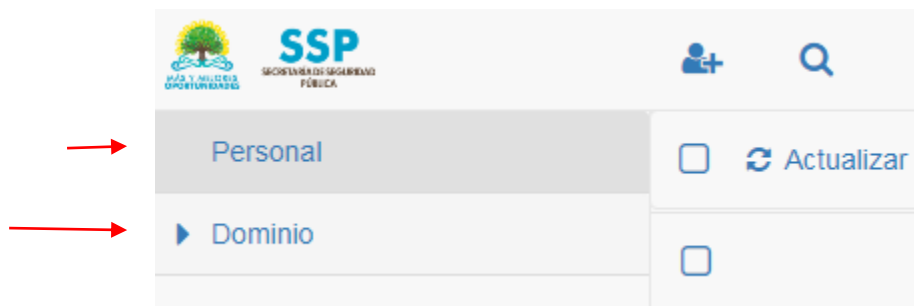 MÁS Y MEJORES
OPORTUNIDADES
SSP
SECRETARÍA DE SEGURIDAD
PÚBLICA
Personal
Actualizar
Dominio